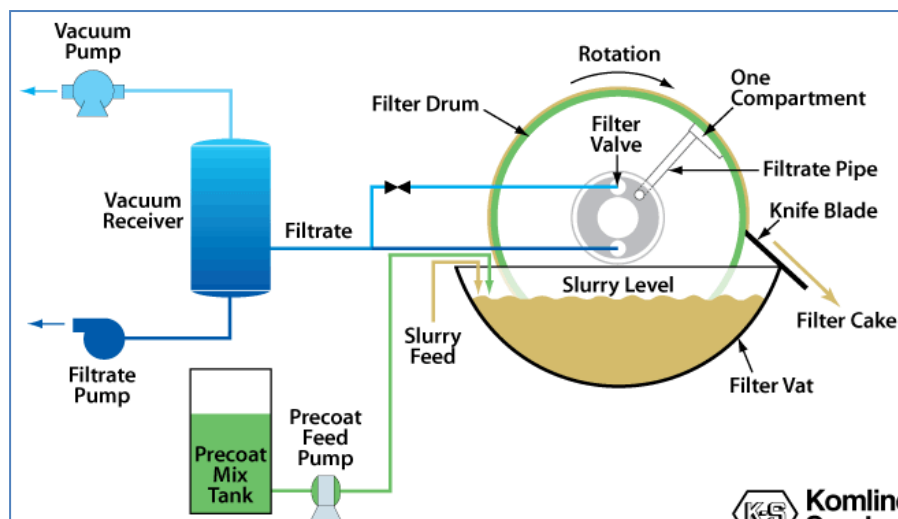 Vacuum
Pump
Rotation
One
Compartment
Filter Drum
Filter
Valve
Filtrate Pipe
Vacuum
Receiver
Knife Blade
Filtrate
Slurry Level
Slurry
Feed
Filter Cake
Filtrate
Pump
Filter Vat
Precoat
Feed
Pump
Precoat
Mix
Tank
K-S